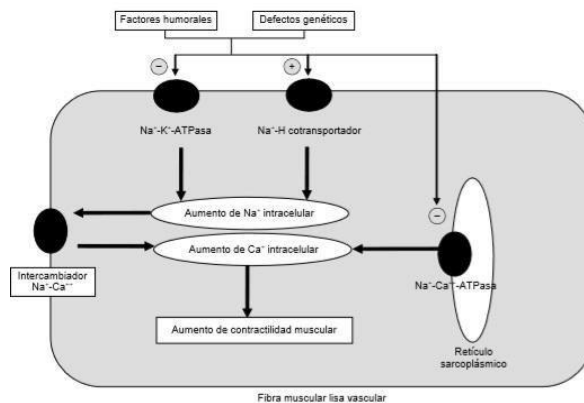 Factores humorales
Defectos genéticos
−
+
Na⁺-K⁺-ATPasa
Na⁺-H cotransportador
−
Aumento de Na⁺ intracelular
Aumento de Ca⁺ intracelular
Intercambiador
Na⁺-Ca⁺⁺
Na⁺-Ca⁺⁺-ATPasa
Aumento de contractilidad muscular
Retículo
sarcoplásmico
Fibra muscular lisa vascular